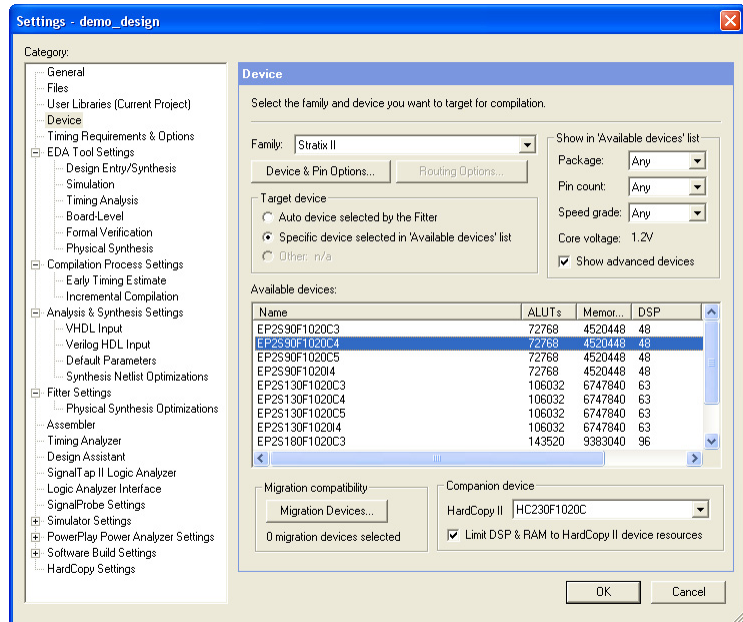 Settings - demo_design
Category:
General
Files
User Libraries (Current Project)
Device
Timing Requirements & Options
EDA Tool Settings
Design Entry/Synthesis
Simulation
Timing Analysis
Board-Level
Formal Verification
Physical Synthesis
Compilation Process Settings
Early Timing Estimate
Incremental Compilation
Analysis & Synthesis Settings
VHDL Input
Verilog HDL Input
Default Parameters
Synthesis Netlist Optimizations
Fitter Settings
Physical Synthesis Optimizations
Assembler
Timing Analyzer
Design Assistant
SignalTap II Logic Analyzer
Logic Analyzer Interface
SignalProbe Settings
Simulator Settings
PowerPlay Power Analyzer Settings
Software Build Settings
HardCopy Settings
Device
Select the family and device you want to target for compilation.
Family: Stratix II
Device & Pin Options... Routing Options...
Target device
Auto device selected by the Fitter
Specific device selected in 'Available devices' list
Other: n/a
Show in 'Available devices' list
Package: Any
Pin count: Any
Speed grade: Any
Core voltage: 1.2V
Show advanced devices
Available devices:
Name ALUTs Memor... DSP
EP2S90F1020C3 72768 4520448 48
EP2S90F1020C4 72768 4520448 48
EP2S90F1020C5 72768 4520448 48
EP2S90F1020I4 72768 4520448 48
EP2S130F1020C3 106032 6747840 63
EP2S130F1020C4 106032 6747840 63
EP2S130F1020C5 106032 6747840 63
EP2S130F1020I4 106032 6747840 63
EP2S180F1020C3 143520 9383040 96
Migration compatibility
Migration Devices...
0 migration devices selected
Companion device
HardCopy II HC230F1020C
Limit DSP & RAM to HardCopy II device resources
OK Cancel